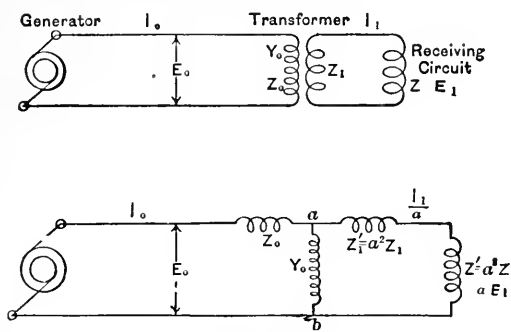 Generator I₀ Transformer I₁
E₀ Y₀ Z₀ Z₁ Receiving
Circuit
Z E₁
I₀ E₀ Z₀ a Z₁'=a²Z₁ I₁/a
Y₀ Z'=a²Z
a E₁
b